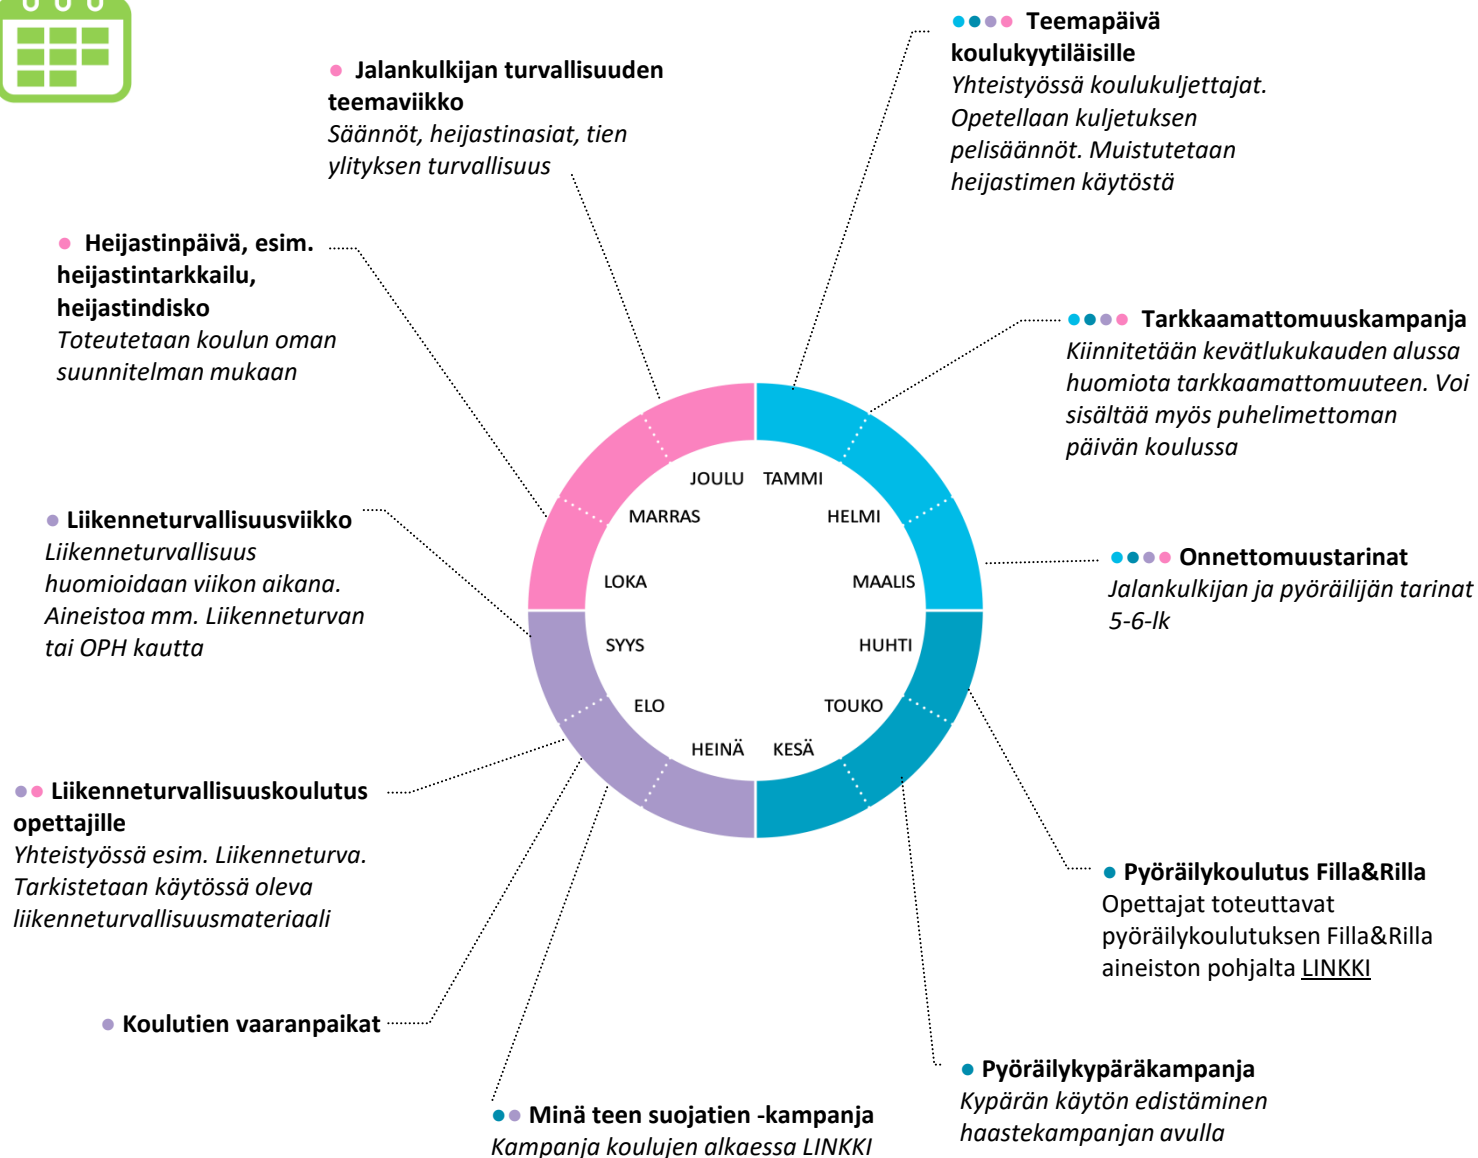 ● Jalankulkijan turvallisuuden
teemaviikko
Säännöt, heijastinasiat, tien
ylityksen turvallisuus
●●●● Teemapäivä
koulukyytiläisille
Yhteistyössä koulukuljettajat.
Opetellaan kuljetuksen
pelisäännöt. Muistutetaan
heijastimen käytöstä
● Heijastinpäivä, esim.
heijastintarkkailu,
heijastindisko
Toteutetaan koulun oman
suunnitelman mukaan
●●●● Tarkkaamattomuuskampanja
Kiinnitetään kevätlukukauden alussa
huomiota tarkkaamattomuuteen. Voi
sisältää myös puhelimettoman
päivän koulussa
● Liikenneturvallisuusviikko
Liikenneturvallisuus
huomioidaan viikon aikana.
Aineistoa mm. Liikenneturvan
tai OPH kautta
●●●● Onnettomuustarinat
Jalankulkijan ja pyöräilijän tarinat
5-6-lk
JOULU TAMMI
MARRAS HELMI
LOKA MAALIS
SYYS HUHTI
ELO TOUKO
HEINÄ KESÄ
●● Liikenneturvallisuuskoulutus
opettajille
Yhteistyössä esim. Liikenneturva.
Tarkistetaan käytössä oleva
liikenneturvallisuusmateriaali
● Pyöräilykoulutus Filla&Rilla
Opettajat toteuttavat
pyöräilykoulutuksen Filla&Rilla
aineiston pohjalta LINKKI
● Koulutien vaaranpaikat
●● Minä teen suojatien -kampanja
Kampanja koulujen alkaessa LINKKI
● Pyöräilykypäräkampanja
Kypärän käytön edistäminen
haastekampanjan avulla